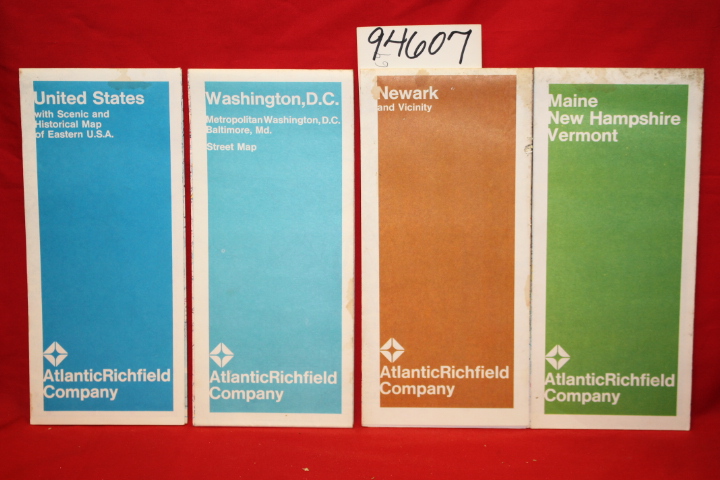 94607
United States
with Scenic and
Historical Map
of Eastern U.S.A.
AtlanticRichfield
Company
Washington, D.C.
Metropolitan Washington, D.C.
Baltimore, Md.
Street Map
AtlanticRichfield
Company
Newark
and Vicinity
AtlanticRichfield
Company
Maine
New Hampshire
Vermont
AtlanticRichfield
Company